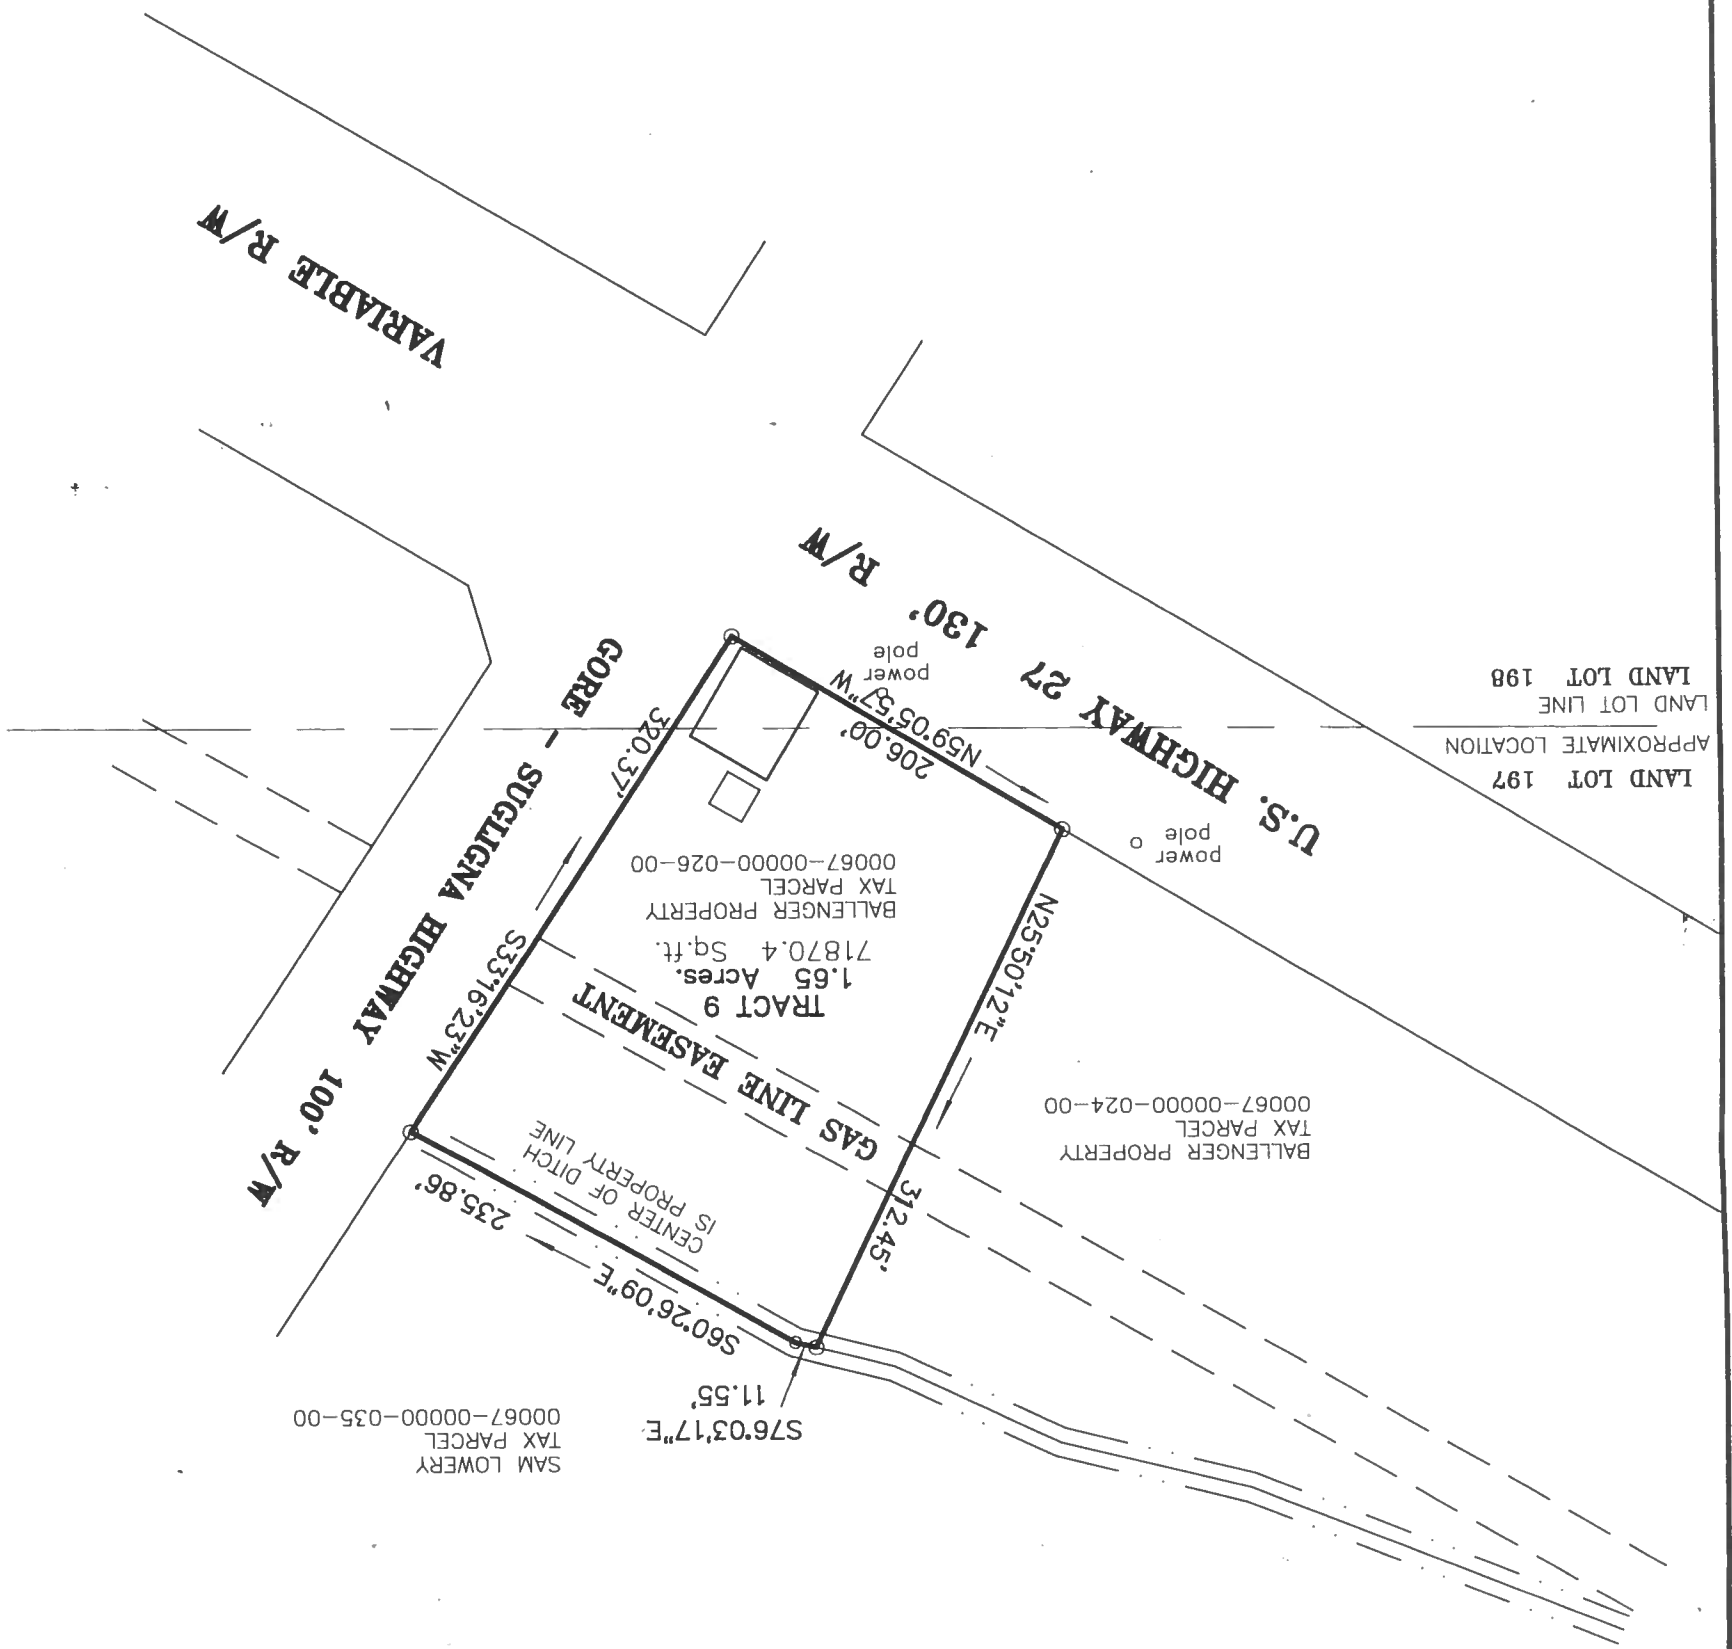 SAM LOWERY
TAX PARCEL
00067-00000-035-00
S76°03'17"E
11.55'
S60°26'09"E
235.86'
CENTER OF DITCH
IS PROPERTY LINE
N25°50'12"E
312.45'
BALLENGER PROPERTY
TAX PARCEL
00067-00000-024-00
GAS LINE EASEMENT
TRACT 9
1.65 Acres.
71870.4 Sq.ft.
BALLENGER PROPERTY
TAX PARCEL
00067-00000-026-00
S33°16'23"W
320.37'
GORE - SUGLIGNA HIGHWAY 100' R/W
power
pole
N59°05'57"W
206.00'
power
pole
LAND LOT 197
APPROXIMATE LOCATION
LAND LOT LINE
LAND LOT 198
U.S. HIGHWAY 27 130' R/W
VARIABLE R/W